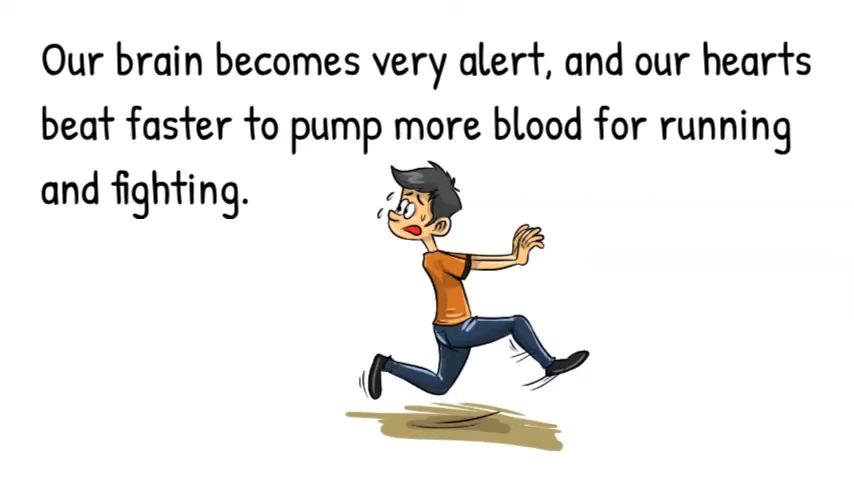 Our brain becomes very alert, and our hearts
beat faster to pump more blood for running
and fighting.